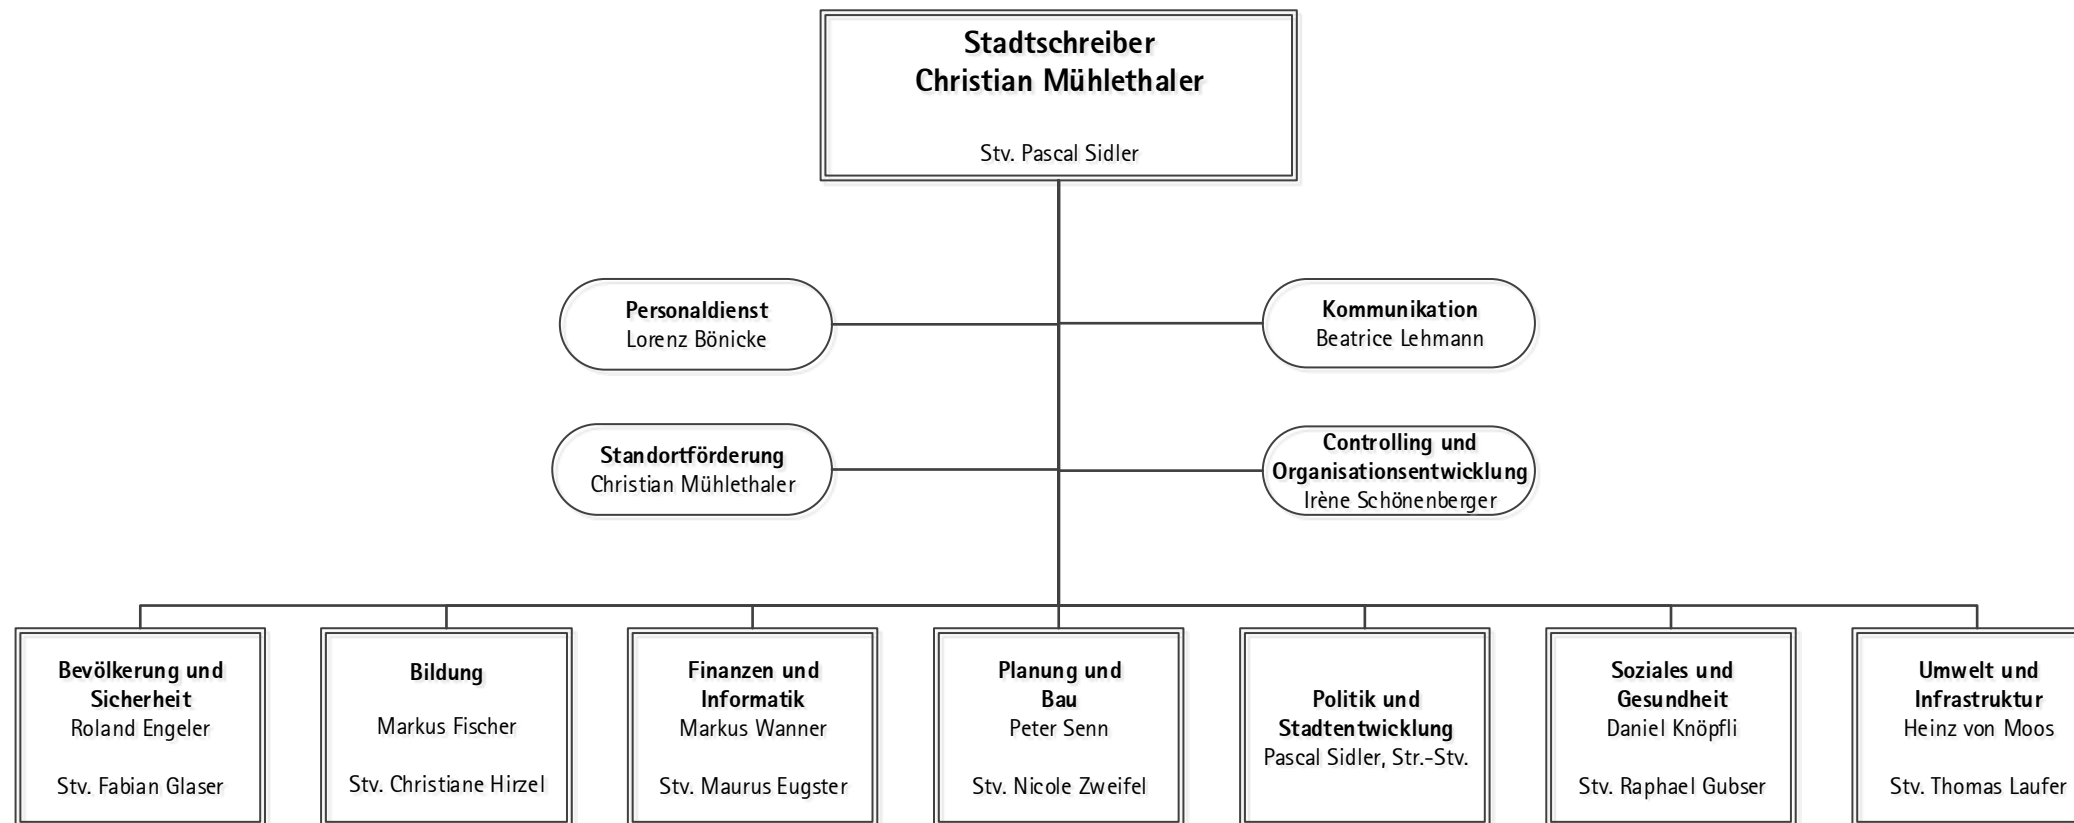 Stadtschreiber
Christian Mühlethaler
Stv. Pascal Sidler
Personaldienst
Lorenz Bönicke
Kommunikation
Beatrice Lehmann
Standortförderung
Christian Mühlethaler
Controlling und
Organisationsentwicklung
Irène Schönenberger
Bevölkerung und
Sicherheit
Roland Engeler
Stv. Fabian Glaser
Bildung
Markus Fischer
Stv. Christiane Hirzel
Finanzen und
Informatik
Markus Wanner
Stv. Maurus Eugster
Planung und
Bau
Peter Senn
Stv. Nicole Zweifel
Politik und
Stadtentwicklung
Pascal Sidler, Str.-Stv.
Soziales und
Gesundheit
Daniel Knöpfli
Stv. Raphael Gubser
Umwelt und
Infrastruktur
Heinz von Moos
Stv. Thomas Laufer